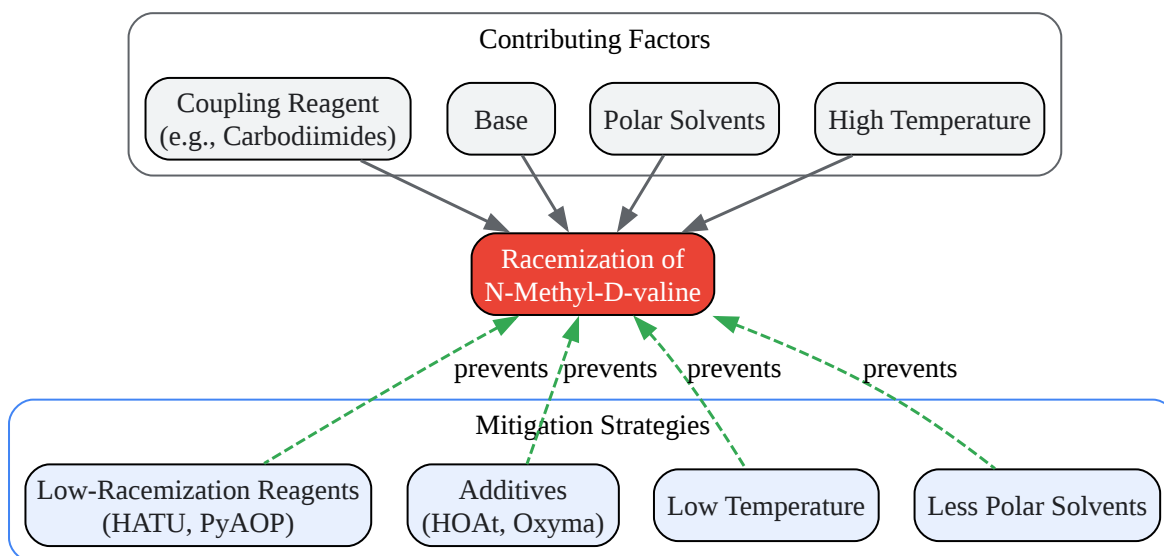 Contributing Factors
Coupling Reagent
(e.g., Carbodiimides)
Base
Polar Solvents
High Temperature
Racemization of
N-Methyl-D-valine
prevents
prevents
prevents
prevents
Mitigation Strategies
Low-Racemization Reagents
(HATU, PyAOP)
Additives
(HOAt, Oxyma)
Low Temperature
Less Polar Solvents